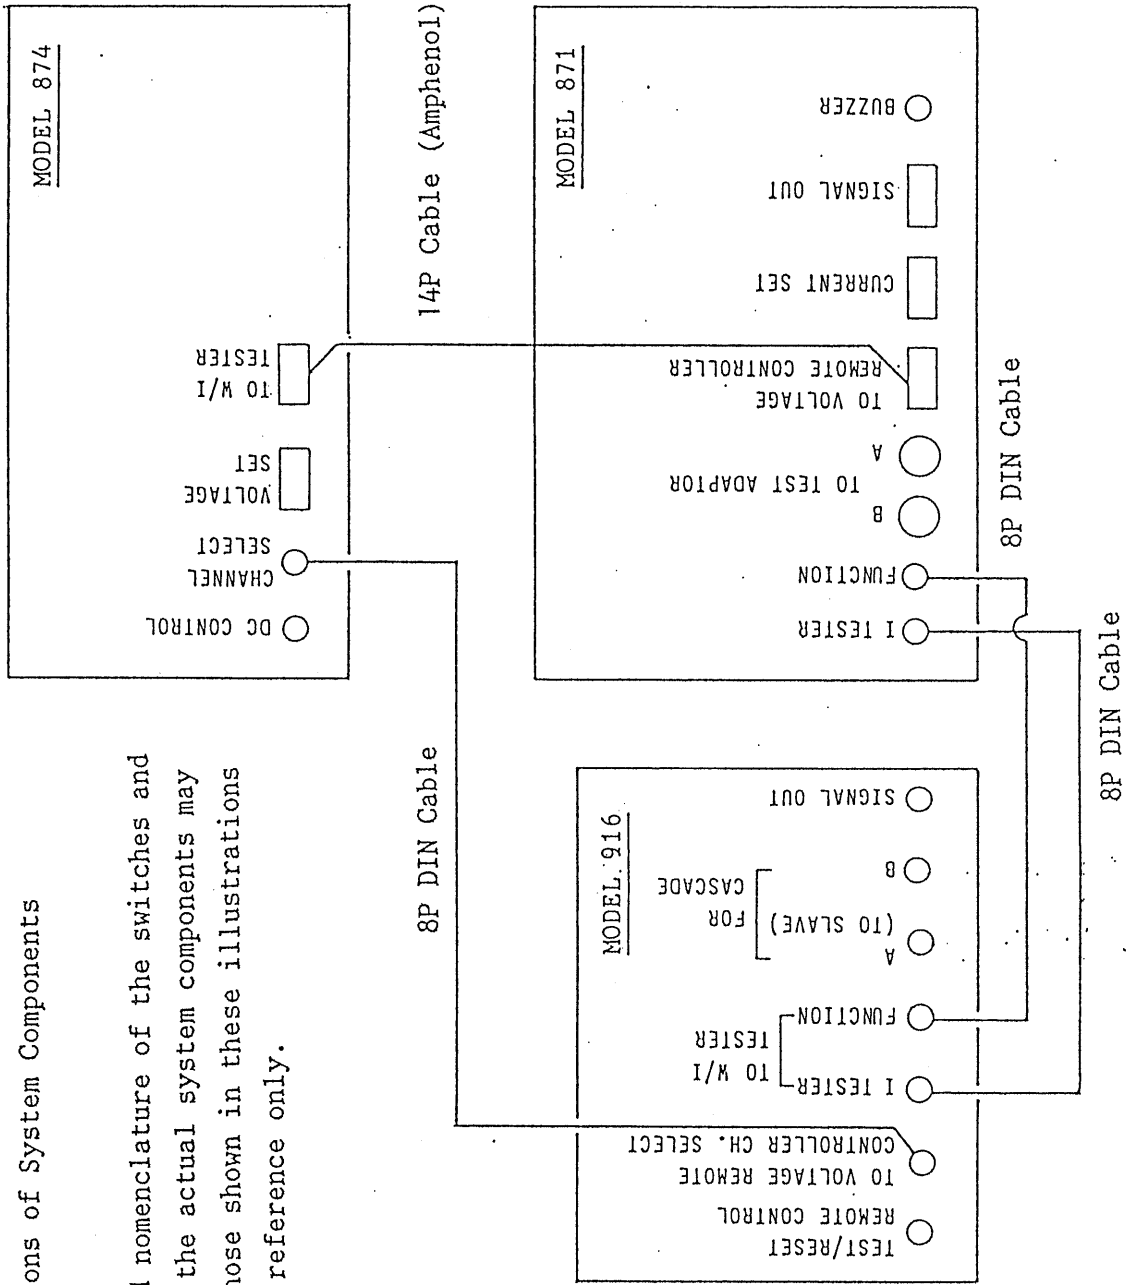 ons of System Components
nomenclature of the switches and
the actual system components may
hose shown in these illustrations
reference only.
MODEL 874
TO W/I
TESTER
VOLTAGE
SET
CHANNEL
SELECT
DC CONTROL
14P Cable (Amphenol)
8P DIN Cable
MODEL 871
BUZZER
SIGNAL OUT
CURRENT SET
TO VOLTAGE
REMOTE CONTROLLER
A
TO TEST ADAPTOR
B
FUNCTION
I TESTER
8P DIN Cable
8P DIN Cable
MODEL 916
SIGNAL OUT
B
FOR
CASCADE
(TO SLAVE)
A
FUNCTION
TO W/I
TESTER
I TESTER
TO VOLTAGE REMOTE
CONTROLLER CH. SELECT
TEST/RESET
REMOTE CONTROL